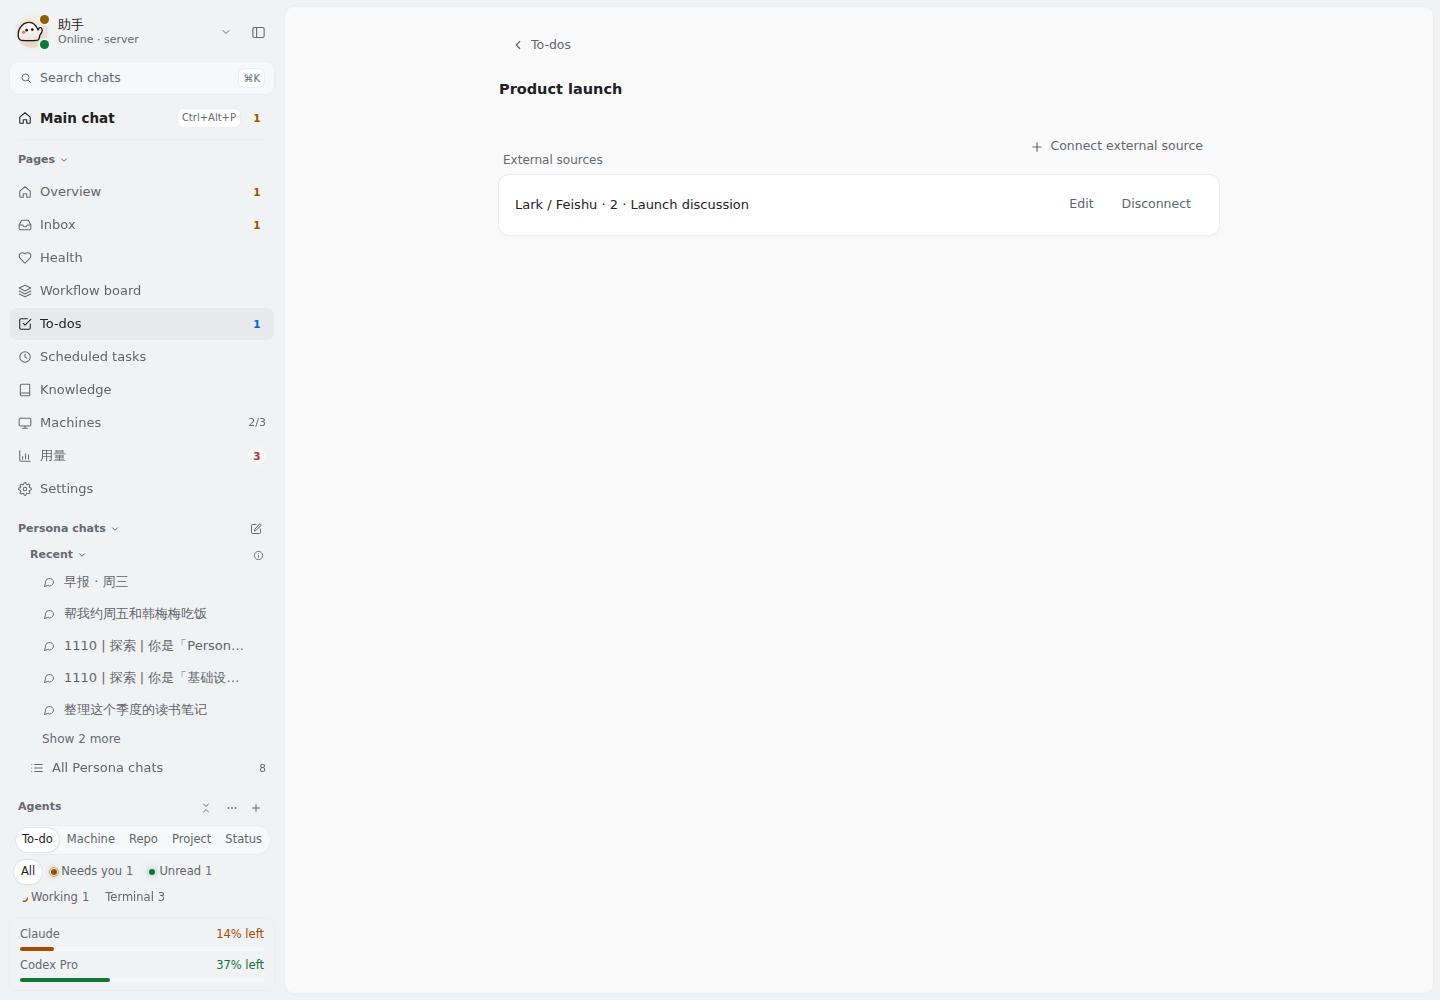 助手
Online · server
Search chats ⌘K
Main chat Ctrl+Alt+P 1
Pages
Overview 1
Inbox 1
Health
Workflow board
To-dos 1
Scheduled tasks
Knowledge
Machines 2/3
用量 3
Settings
Persona chats
Recent
早报 · 周三
帮我约周五和韩梅梅吃饭
1110 | 探索 | 你是「Person…
1110 | 探索 | 你是「基础设…
整理这个季度的读书笔记
Show 2 more
All Persona chats 8
Agents
To-do Machine Repo Project Status
All Needs you 1 Unread 1
Working 1 Terminal 3
Claude 14% left
Codex Pro 37% left
To-dos
Product launch
Connect external source
External sources
Lark / Feishu · 2 · Launch discussion Edit Disconnect